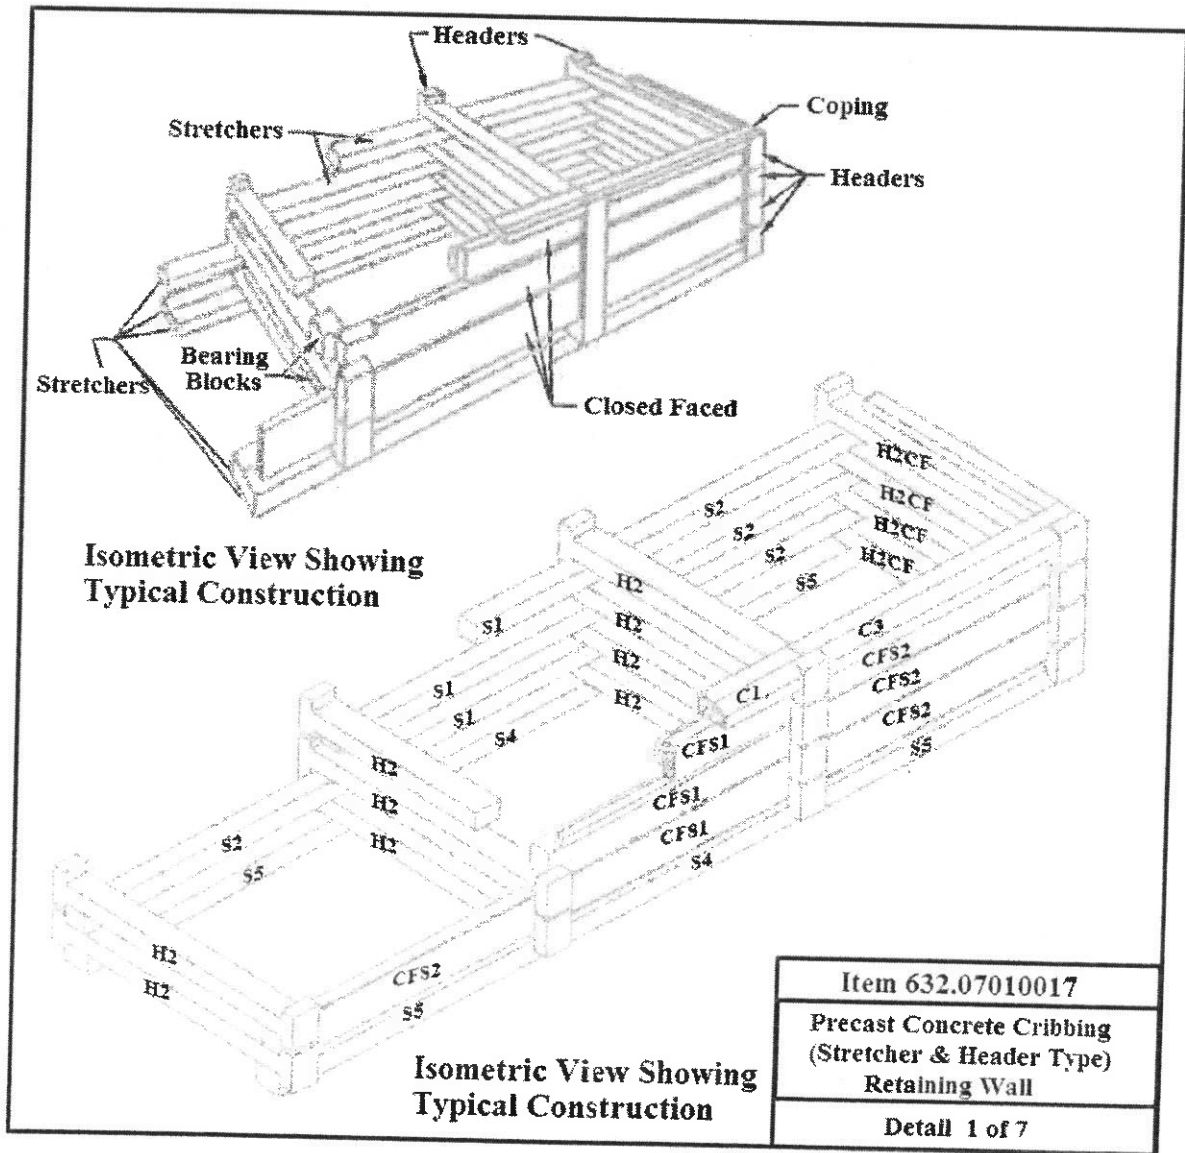 Headers
Stretchers
Coping
Headers
Bearing
Blocks
Stretchers
Closed Faced
Isometric View Showing
Typical Construction
H2CF
H2CF
H2CF
H2CF
S2
S2
S2
S5
H2
H2
H2
H2
S1
S1
S1
S4
C3
CFS2
CFS2
CFS2
S5
C1
CFS1
CFS1
CFS1
S4
H2
H2
H2
S2
S5
H2
H2
CFS2
S5
Isometric View Showing
Typical Construction
Item 632.07010017
Precast Concrete Cribbing
(Stretcher & Header Type)
Retaining Wall
Detail 1 of 7